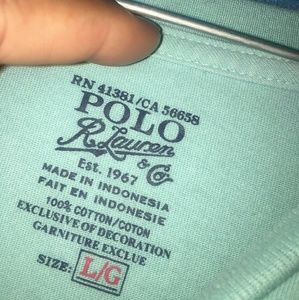 RN 41381/CA 56658
POLO
R. Lauren
& Co
EST. 1967
MADE IN INDONESIA
FAIT EN INDONÉSIE
100% COTTON/COTON
EXCLUSIVE OF DECORATION
GARNITURE EXCLUE
SIZE: L/G